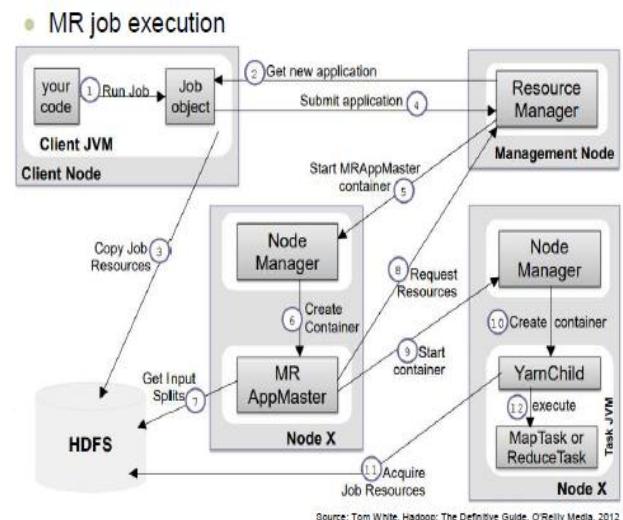 • MR job execution
your code
1 Run Job
Job object
Client JVM
Client Node
2 Get new application
Submit application 4
Resource Manager
Management Node
Start MRAppMaster container
5
Copy Job Resources
3
Node Manager
6 Create Container
MR AppMaster
Node X
Get Input Splits
7
HDFS
8 Request Resources
9 Start container
Node Manager
10 Create container
YarnChild
12 execute
MapTask or ReduceTask
Task JVM
Node X
11 Acquire Job Resources
Source: Tom White, Hadoop: The Definitive Guide, O'Reilly Media, 2012